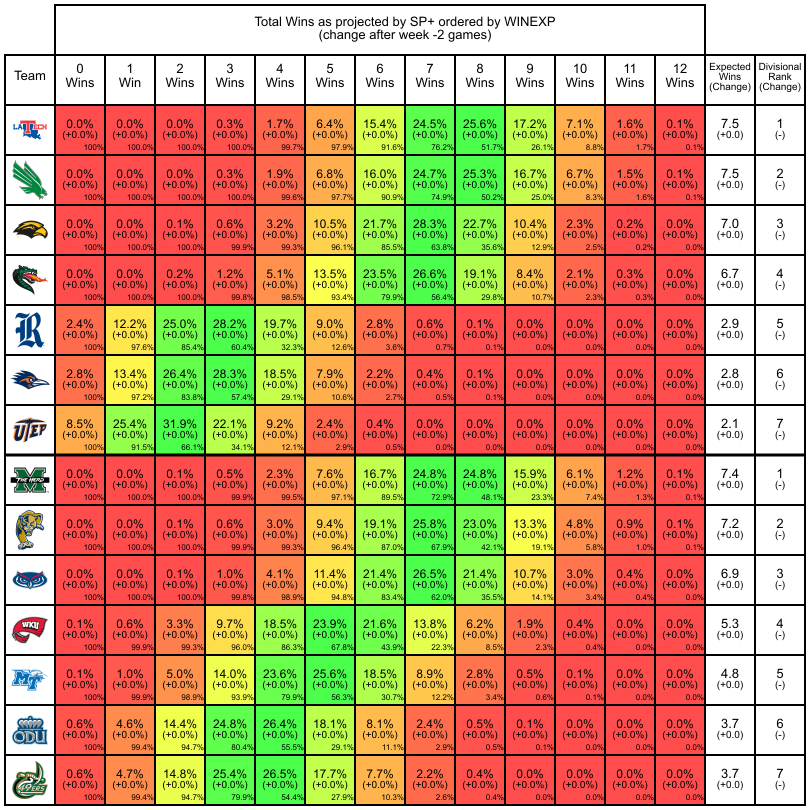 Total Wins as projected by SP+ ordered by WINEXP
(change after week -2 games)
Team 0 Wins 1 Win 2 Wins 3 Wins 4 Wins 5 Wins 6 Wins 7 Wins 8 Wins 9 Wins 10 Wins 11 Wins 12 Wins Expected Wins (Change) Divisional Rank (Change)
LA TECH 0.0% 0.0% 0.0% 0.3% 1.7% 6.4% 15.4% 24.5% 25.6% 17.2% 7.1% 1.6% 0.1% 7.5 1
(+0.0%) (+0.0%) (+0.0%) (+0.0%) (+0.0%) (+0.0%) (+0.0%) (+0.0%) (+0.0%) (+0.0%) (+0.0%) (+0.0%) (+0.0%) (+0.0) (-)
100% 100.0% 100.0% 100.0% 99.7% 97.9% 91.6% 76.2% 51.7% 26.1% 8.8% 1.7% 0.1%
0.0% 0.0% 0.0% 0.3% 1.9% 6.8% 16.0% 24.7% 25.3% 16.7% 6.7% 1.5% 0.1% 7.5 2
(+0.0%) (+0.0%) (+0.0%) (+0.0%) (+0.0%) (+0.0%) (+0.0%) (+0.0%) (+0.0%) (+0.0%) (+0.0%) (+0.0%) (+0.0%) (+0.0) (-)
100% 100.0% 100.0% 100.0% 99.6% 97.7% 90.9% 74.9% 50.2% 25.0% 8.3% 1.6% 0.1%
0.0% 0.0% 0.1% 0.6% 3.2% 10.5% 21.7% 28.3% 22.7% 10.4% 2.3% 0.2% 0.0% 7.0 3
(+0.0%) (+0.0%) (+0.0%) (+0.0%) (+0.0%) (+0.0%) (+0.0%) (+0.0%) (+0.0%) (+0.0%) (+0.0%) (+0.0%) (+0.0%) (+0.0) (-)
100% 100.0% 100.0% 99.9% 99.3% 96.1% 85.5% 63.8% 35.6% 12.9% 2.5% 0.2% 0.0%
0.0% 0.0% 0.2% 1.2% 5.1% 13.5% 23.5% 26.6% 19.1% 8.4% 2.1% 0.3% 0.0% 6.7 4
(+0.0%) (+0.0%) (+0.0%) (+0.0%) (+0.0%) (+0.0%) (+0.0%) (+0.0%) (+0.0%) (+0.0%) (+0.0%) (+0.0%) (+0.0%) (+0.0) (-)
100% 100.0% 100.0% 99.8% 98.5% 93.4% 79.9% 56.4% 29.8% 10.7% 2.3% 0.3% 0.0%
R 2.4% 12.2% 25.0% 28.2% 19.7% 9.0% 2.8% 0.6% 0.1% 0.0% 0.0% 0.0% 0.0% 2.9 5
(+0.0%) (+0.0%) (+0.0%) (+0.0%) (+0.0%) (+0.0%) (+0.0%) (+0.0%) (+0.0%) (+0.0%) (+0.0%) (+0.0%) (+0.0%) (+0.0) (-)
100% 97.6% 85.4% 60.4% 32.3% 12.6% 3.6% 0.7% 0.1% 0.0% 0.0% 0.0% 0.0%
2.8% 13.4% 26.4% 28.3% 18.5% 7.9% 2.2% 0.4% 0.1% 0.0% 0.0% 0.0% 0.0% 2.8 6
(+0.0%) (+0.0%) (+0.0%) (+0.0%) (+0.0%) (+0.0%) (+0.0%) (+0.0%) (+0.0%) (+0.0%) (+0.0%) (+0.0%) (+0.0%) (+0.0) (-)
100% 97.2% 83.8% 57.4% 29.1% 10.6% 2.7% 0.5% 0.1% 0.0% 0.0% 0.0% 0.0%
UTEP 8.5% 25.4% 31.9% 22.1% 9.2% 2.4% 0.4% 0.0% 0.0% 0.0% 0.0% 0.0% 0.0% 2.1 7
(+0.0%) (+0.0%) (+0.0%) (+0.0%) (+0.0%) (+0.0%) (+0.0%) (+0.0%) (+0.0%) (+0.0%) (+0.0%) (+0.0%) (+0.0%) (+0.0) (-)
100% 91.5% 66.1% 34.1% 12.1% 2.9% 0.5% 0.0% 0.0% 0.0% 0.0% 0.0% 0.0%
M THE HERD 0.0% 0.0% 0.1% 0.5% 2.3% 7.6% 16.7% 24.8% 24.8% 15.9% 6.1% 1.2% 0.1% 7.4 1
(+0.0%) (+0.0%) (+0.0%) (+0.0%) (+0.0%) (+0.0%) (+0.0%) (+0.0%) (+0.0%) (+0.0%) (+0.0%) (+0.0%) (+0.0%) (+0.0) (-)
100% 100.0% 100.0% 99.9% 99.5% 97.1% 89.5% 72.9% 48.1% 23.3% 7.4% 1.3% 0.1%
0.0% 0.0% 0.1% 0.6% 3.0% 9.4% 19.1% 25.8% 23.0% 13.3% 4.8% 0.9% 0.1% 7.2 2
(+0.0%) (+0.0%) (+0.0%) (+0.0%) (+0.0%) (+0.0%) (+0.0%) (+0.0%) (+0.0%) (+0.0%) (+0.0%) (+0.0%) (+0.0%) (+0.0) (-)
100% 100.0% 100.0% 99.9% 99.3% 96.4% 87.0% 67.9% 42.1% 19.1% 5.8% 1.0% 0.1%
0.0% 0.0% 0.1% 1.0% 4.1% 11.4% 21.4% 26.5% 21.4% 10.7% 3.0% 0.4% 0.0% 6.9 3
(+0.0%) (+0.0%) (+0.0%) (+0.0%) (+0.0%) (+0.0%) (+0.0%) (+0.0%) (+0.0%) (+0.0%) (+0.0%) (+0.0%) (+0.0%) (+0.0) (-)
100% 100.0% 100.0% 99.8% 98.9% 94.8% 83.4% 62.0% 35.5% 14.1% 3.4% 0.4% 0.0%
WKU 0.1% 0.6% 3.3% 9.7% 18.5% 23.9% 21.6% 13.8% 6.2% 1.9% 0.4% 0.0% 0.0% 5.3 4
(+0.0%) (+0.0%) (+0.0%) (+0.0%) (+0.0%) (+0.0%) (+0.0%) (+0.0%) (+0.0%) (+0.0%) (+0.0%) (+0.0%) (+0.0%) (+0.0) (-)
100% 99.9% 99.3% 96.0% 86.3% 67.8% 43.9% 22.3% 8.5% 2.3% 0.4% 0.0% 0.0%
MT 0.1% 1.0% 5.0% 14.0% 23.6% 25.6% 18.5% 8.9% 2.8% 0.5% 0.1% 0.0% 0.0% 4.8 5
(+0.0%) (+0.0%) (+0.0%) (+0.0%) (+0.0%) (+0.0%) (+0.0%) (+0.0%) (+0.0%) (+0.0%) (+0.0%) (+0.0%) (+0.0%) (+0.0) (-)
100% 99.9% 98.9% 93.9% 79.9% 56.3% 30.7% 12.2% 3.4% 0.6% 0.1% 0.0% 0.0%
ODU 0.6% 4.6% 14.4% 24.8% 26.4% 18.1% 8.1% 2.4% 0.5% 0.1% 0.0% 0.0% 0.0% 3.7 6
(+0.0%) (+0.0%) (+0.0%) (+0.0%) (+0.0%) (+0.0%) (+0.0%) (+0.0%) (+0.0%) (+0.0%) (+0.0%) (+0.0%) (+0.0%) (+0.0) (-)
100% 99.4% 94.7% 80.4% 55.5% 29.1% 11.1% 2.9% 0.5% 0.1% 0.0% 0.0% 0.0%
49ERS 0.6% 4.7% 14.8% 25.4% 26.5% 17.7% 7.7% 2.2% 0.4% 0.0% 0.0% 0.0% 0.0% 3.7 7
(+0.0%) (+0.0%) (+0.0%) (+0.0%) (+0.0%) (+0.0%) (+0.0%) (+0.0%) (+0.0%) (+0.0%) (+0.0%) (+0.0%) (+0.0%) (+0.0) (-)
100% 99.4% 94.7% 79.9% 54.4% 27.9% 10.3% 2.6% 0.4% 0.0% 0.0% 0.0% 0.0%